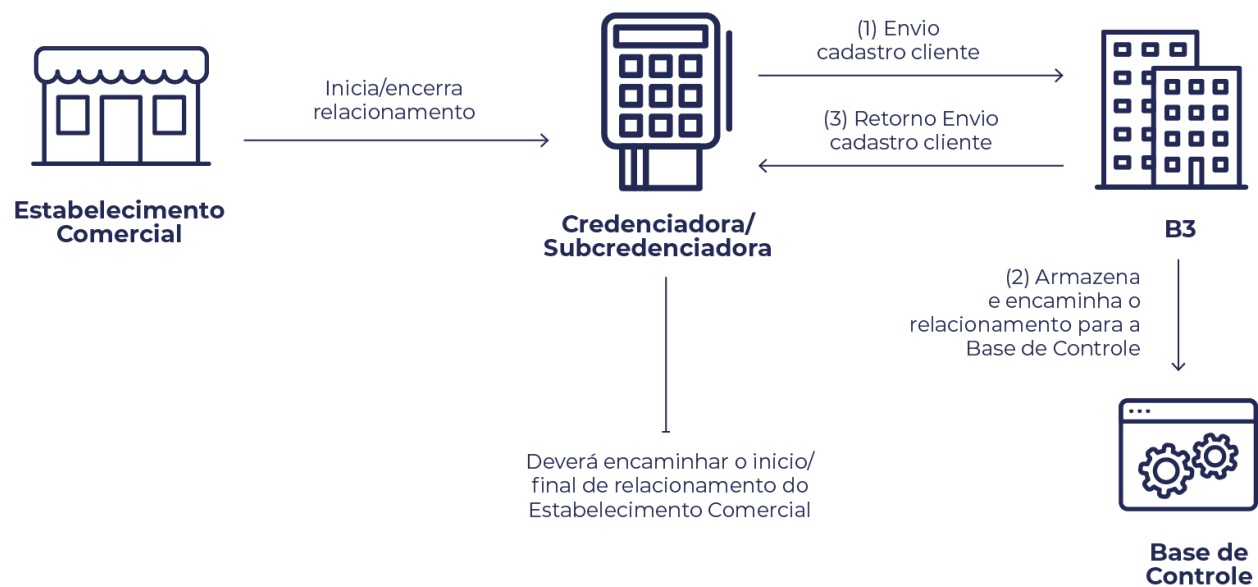 Inicia/encerra
relacionamento
(1) Envio
cadastro cliente
(3) Retorno Envio
cadastro cliente
Estabelecimento
Comercial
Credenciadora/
Subcredenciadora
B3
(2) Armazena
e encaminha o
relacionamento para a
Base de Controle
Deverá encaminhar o inicio/
final de relacionamento do
Estabelecimento Comercial
Base de
Controle